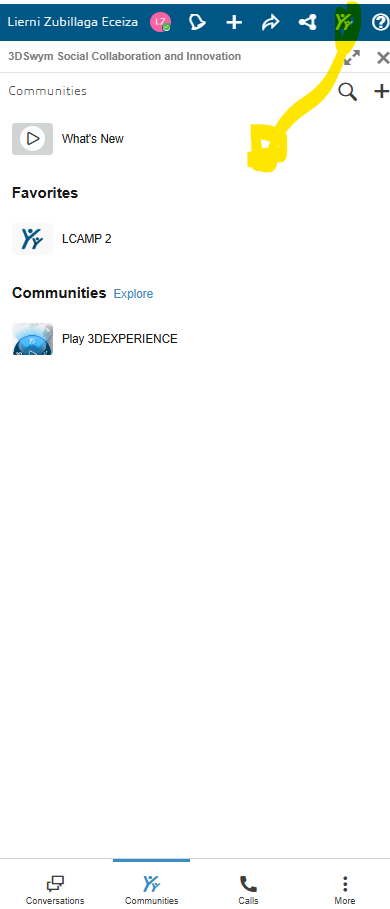 Lierni Zubillaga Eceiza LZ
3DSwym Social Collaboration and Innovation
Communities
What's New
Favorites
LCAMP 2
Communities Explore
Play 3DEXPERIENCE
Conversations Communities Calls More